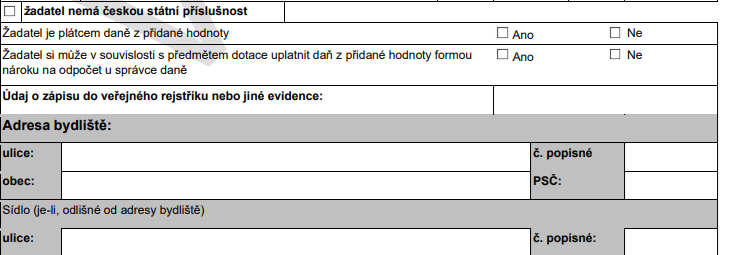 ☐ žadatel nemá českou státní příslušnost
Žadatel je plátcem daně z přidané hodnoty ☐ Ano ☐ Ne
Žadatel si může v souvislosti s předmětem dotace uplatnit daň z přidané hodnoty formou ☐ Ano ☐ Ne
nároku na odpočet u správce daně
Údaj o zápisu do veřejného rejstříku nebo jiné evidence:
Adresa bydliště:
ulice: č. popisné
obec: PSČ:
Sídlo (je-li, odlišné od adresy bydliště)
ulice: č. popisné: